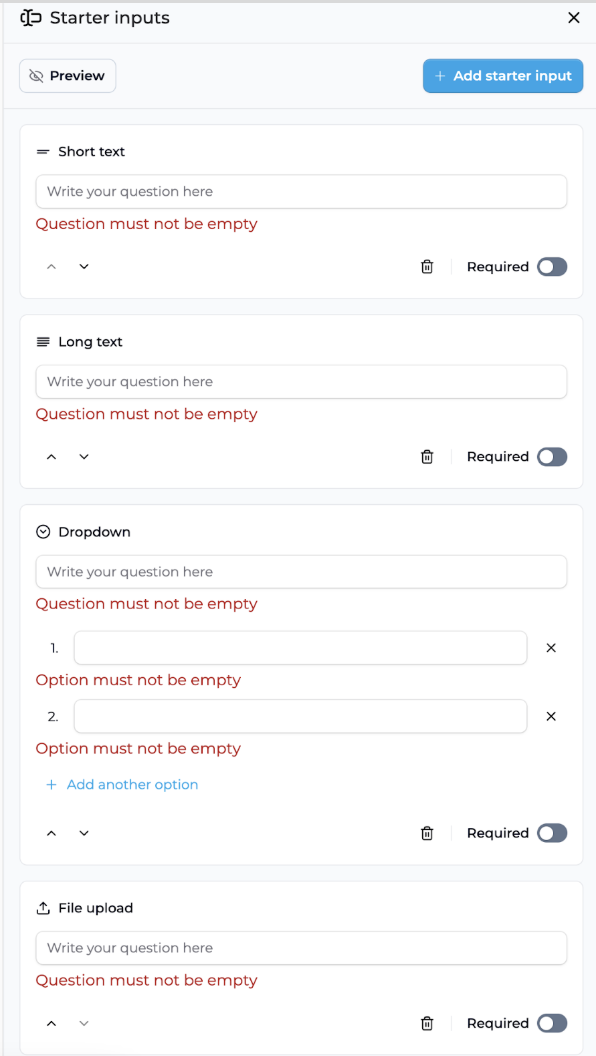 Starter inputs
Preview
Add starter input
Short text
Write your question here
Question must not be empty
Required
Long text
Write your question here
Question must not be empty
Required
Dropdown
Write your question here
Question must not be empty
1.
Option must not be empty
2.
Option must not be empty
Add another option
Required
File upload
Write your question here
Question must not be empty
Required